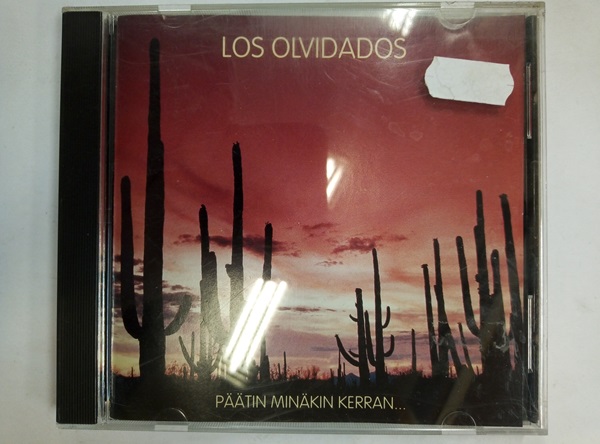 LOS OLVIDADOS
PÄÄTIN MINÄKIN KERRAN...